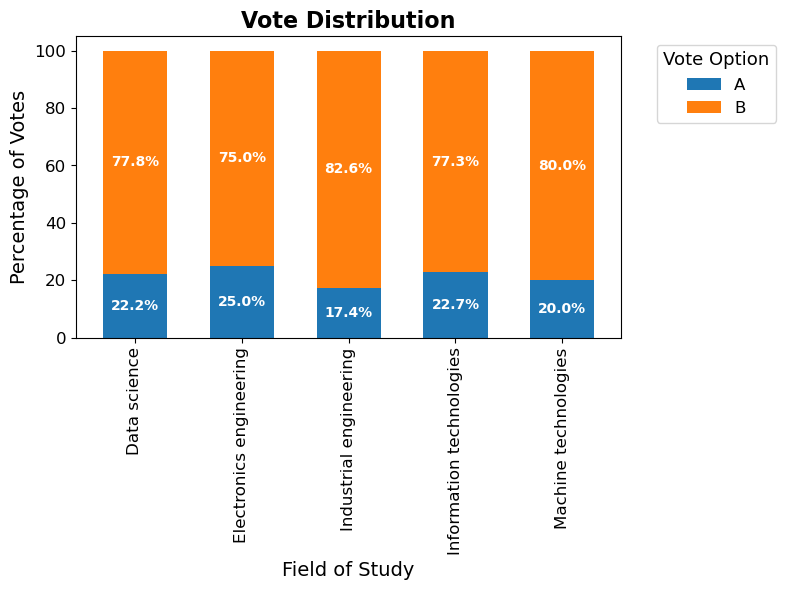 Vote Distribution
Percentage of Votes
100
80
60
40
20
0
77.8%
75.0%
82.6%
77.3%
80.0%
22.2%
25.0%
17.4%
22.7%
20.0%
Data science
Electronics engineering
Industrial engineering
Information technologies
Machine technologies
Field of Study
Vote Option
A
B